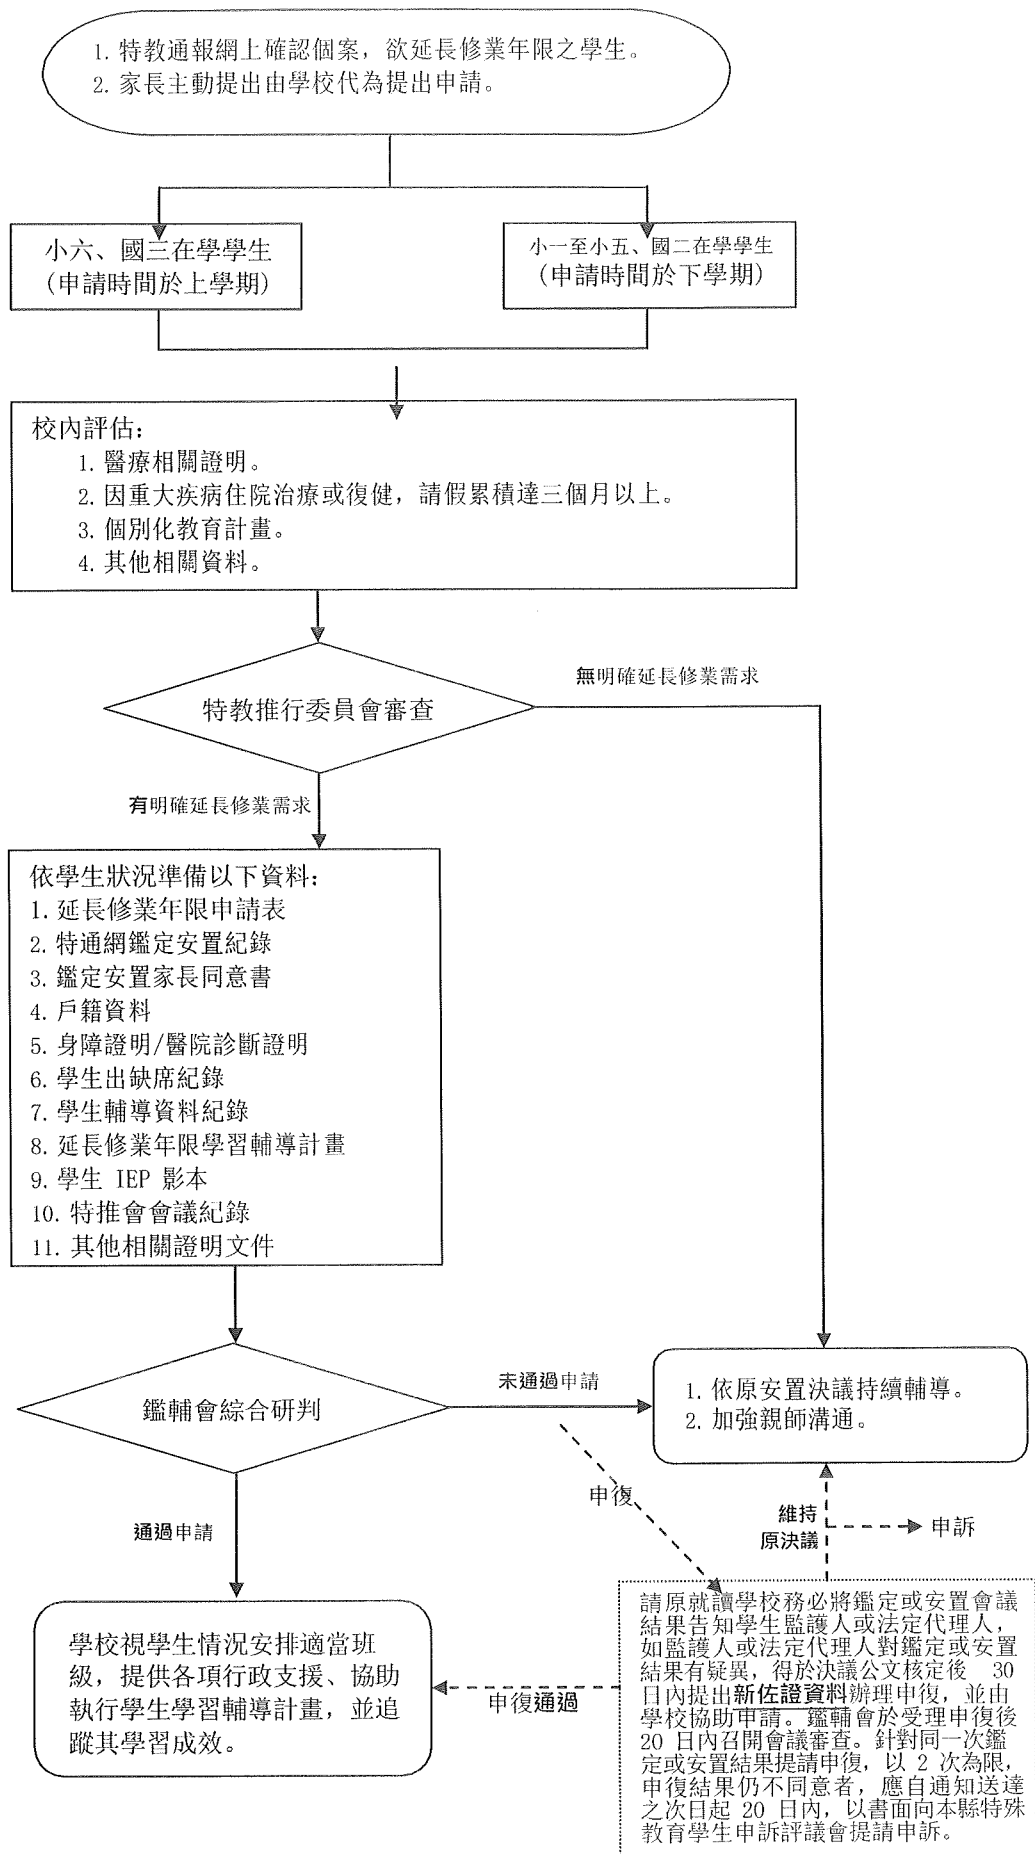 1. 特教通報網上確認個案，欲延長修業年限之學生。
2. 家長主動提出由學校代為提出申請。
小六、國三在學學生
(申請時間於上學期)
小一至小五、國二在學學生
(申請時間於下學期)
校內評估：
1. 醫療相關證明。
2. 因重大疾病住院治療或復健，請假累積達三個月以上。
3. 個別化教育計畫。
4. 其他相關資料。
特教推行委員會審查
無明確延長修業需求
有明確延長修業需求
依學生狀況準備以下資料：
1. 延長修業年限申請表
2. 特通網鑑定安置紀錄
3. 鑑定安置家長同意書
4. 戶籍資料
5. 身障證明/醫院診斷證明
6. 學生出缺席紀錄
7. 學生輔導資料紀錄
8. 延長修業年限學習輔導計畫
9. 學生 IEP 影本
10. 特推會會議紀錄
11. 其他相關證明文件
鑑輔會綜合研判
未通過申請
1. 依原安置決議持續輔導。
2. 加強親師溝通。
申復
維持
原決議
申訴
通過申請
學校視學生情況安排適當班
級，提供各項行政支援、協助
執行學生學習輔導計畫，並追
蹤其學習成效。
申復通過
請原就讀學校務必將鑑定或安置會議
結果告知學生監護人或法定代理人，
如監護人或法定代理人對鑑定或安置
結果有疑異，得於決議公文核定後 30
日內提出新佐證資料辦理申復，並由
學校協助申請。鑑輔會於受理申復後
20 日內召開會議審查。針對同一次鑑
定或安置結果提請申復，以 2 次為限，
申復結果仍不同意者，應自通知送達
之次日起 20 日內，以書面向本縣特殊
教育學生申訴評議會提請申訴。